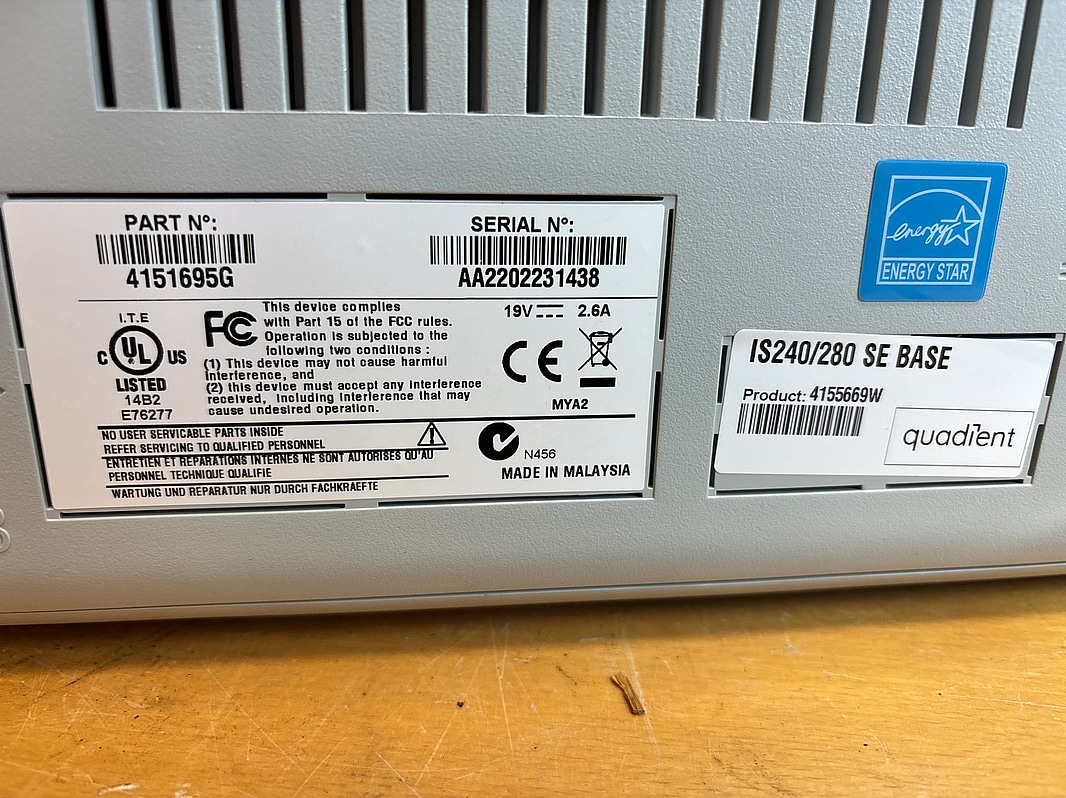 PART Nº:
4151695G
SERIAL Nº:
AA2202231438
I.T.E
C UL US
LISTED
14B2
E76277
FC
This device complies
with Part 15 of the FCC rules.
Operation is subjected to the
following two conditions :
(1) This device may not cause harmful
Interference, and
(2) this device must accept any Interference
received, including Interference that may
cause undesired operation.
19V 2.6A
CE
MYA2
NO USER SERVICABLE PARTS INSIDE
REFER SERVICING TO QUALIFIED PERSONNEL
ENTRETIEN ET REPARATIONS INTERNES NE SONT AUTORISES QU'AU
PERSONNEL TECHNIQUE QUALIFIE
WARTUNG UND REPARATUR NUR DURCH FACHKRAEFTE
N456
MADE IN MALAYSIA
energy
ENERGY STAR
IS240/280 SE BASE
Product: 4155669W
quadient